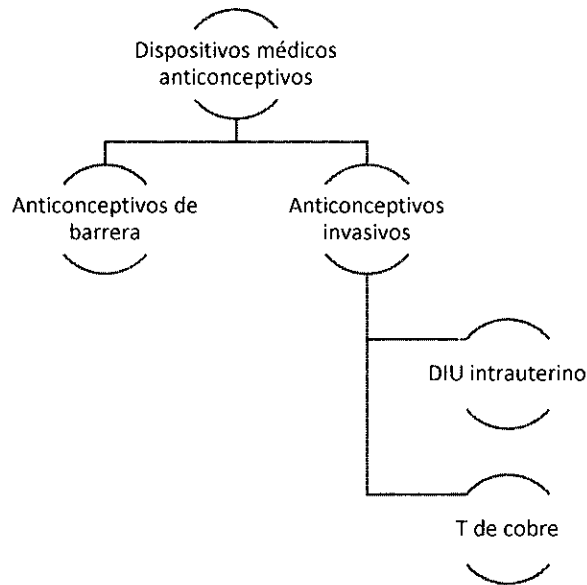 Dispositivos médicos
anticonceptivos
Anticonceptivos de
barrera
Anticonceptivos
invasivos
DIU intrauterino
T de cobre